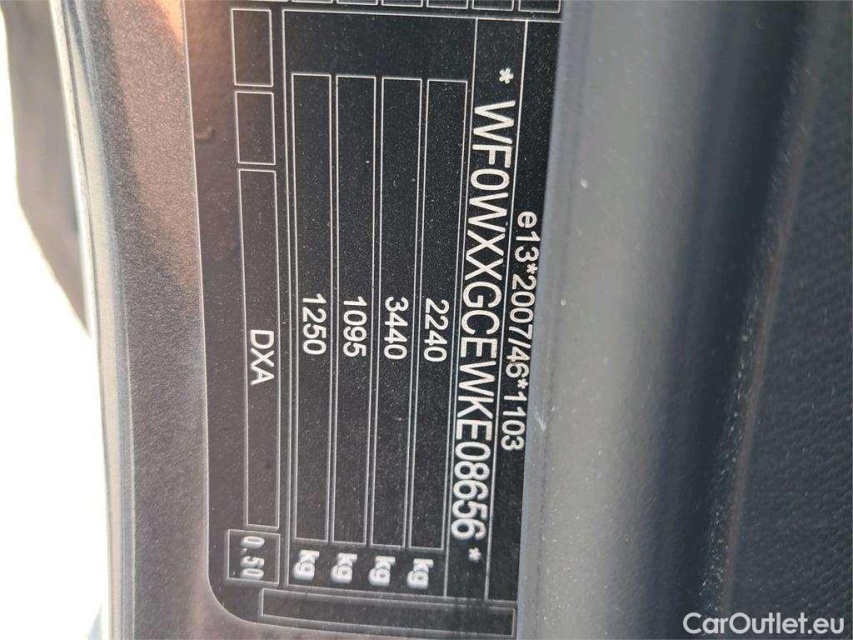 e13*2007/46*1103
* WF0WXXGCEWKE08656 *
2240 kg
3440 kg
1095 kg
1250 kg
DXA 0.50
CarOutlet.eu